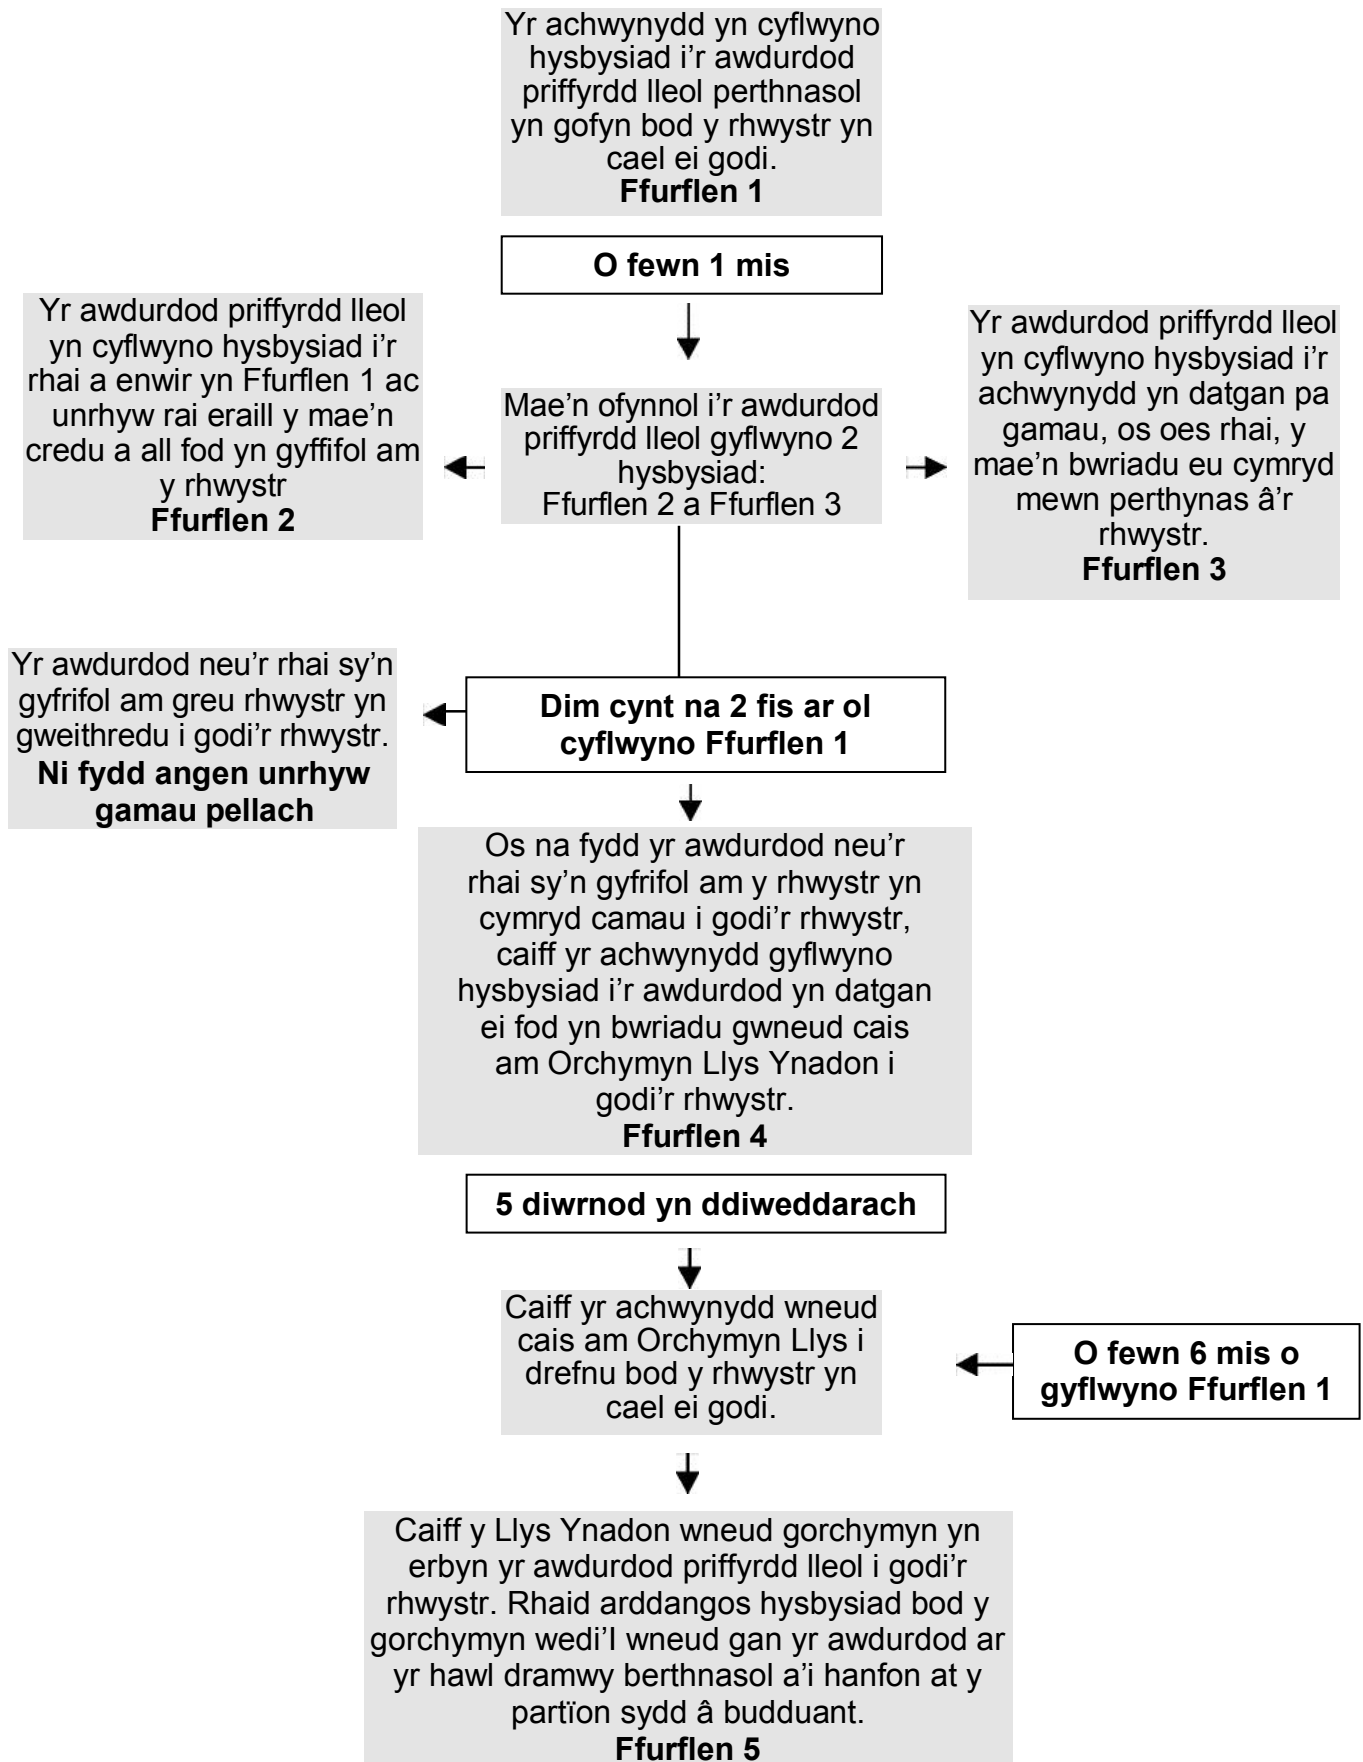 Yr achwynydd yn cyflwyno
hysbysiad i'r awdurdod
priffyrdd lleol perthnasol
yn gofyn bod y rhwystr yn
cael ei godi.
Ffurflen 1
O fewn 1 mis
Yr awdurdod priffyrdd lleol
yn cyflwyno hysbysiad i'r
rhai a enwir yn Ffurflen 1 ac
unrhyw rai eraill y mae'n
credu a all fod yn gyffifol am
y rhwystr
Ffurflen 2
Mae'n ofynnol i'r awdurdod
priffyrdd lleol gyflwyno 2
hysbysiad:
Ffurflen 2 a Ffurflen 3
Yr awdurdod priffyrdd lleol
yn cyflwyno hysbysiad i'r
achwynydd yn datgan pa
gamau, os oes rhai, y
mae'n bwriadu eu cymryd
mewn perthynas â'r
rhwystr.
Ffurflen 3
Yr awdurdod neu'r rhai sy'n
gyfrifol am greu rhwystr yn
gweithredu i godi'r rhwystr.
Ni fydd angen unrhyw
gamau pellach
Dim cynt na 2 fis ar ol
cyflwyno Ffurflen 1
Os na fydd yr awdurdod neu'r
rhai sy'n gyfrifol am y rhwystr yn
cymryd camau i godi'r rhwystr,
caiff yr achwynydd gyflwyno
hysbysiad i'r awdurdod yn datgan
ei fod yn bwriadu gwneud cais
am Orchymyn Llys Ynadon i
godi'r rhwystr.
Ffurflen 4
5 diwrnod yn ddiweddarach
Caiff yr achwynydd wneud
cais am Orchymyn Llys i
drefnu bod y rhwystr yn
cael ei godi.
O fewn 6 mis o
gyflwyno Ffurflen 1
Caiff y Llys Ynadon wneud gorchymyn yn
erbyn yr awdurdod priffyrdd lleol i godi'r
rhwystr. Rhaid arddangos hysbysiad bod y
gorchymyn wedi'I wneud gan yr awdurdod ar
yr hawl dramwy berthnasol a'i hanfon at y
partïon sydd â budduant.
Ffurflen 5